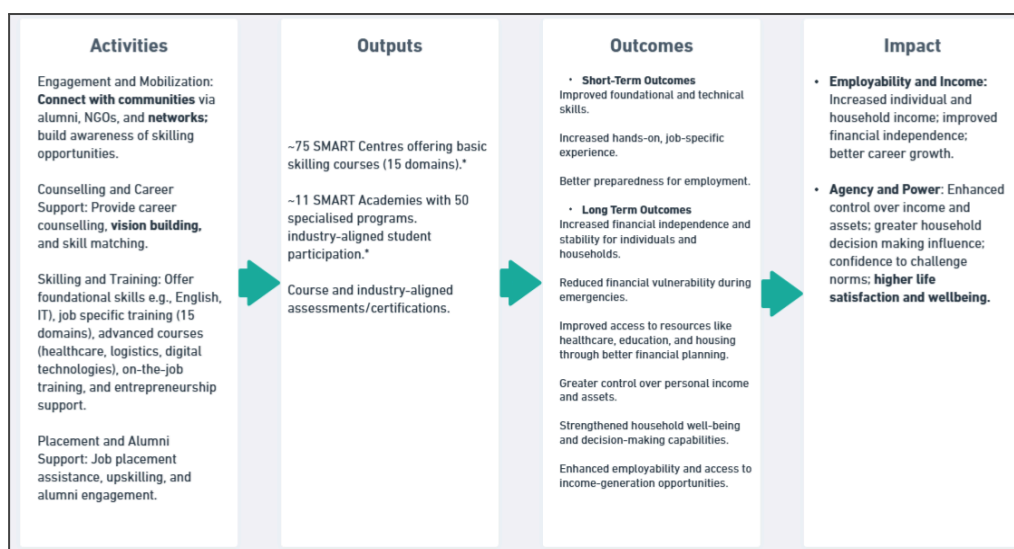 Activities
Engagement and Mobilization:
Connect with communities via
alumni, NGOs, and networks;
build awareness of skilling
opportunities.
Counselling and Career
Support: Provide career
counselling, vision building,
and skill matching.
Skilling and Training: Offer
foundational skills e.g., English,
IT), job specific training (15
domains), advanced courses
(healthcare, logistics, digital
technologies), on-the-job
training, and entrepreneurship
support.
Placement and Alumni
Support: Job placement
assistance, upskilling, and
alumni engagement.
Outputs
~75 SMART Centres offering basic
skilling courses (15 domains).*
~11 SMART Academies with 50
specialised programs.
industry-aligned student
participation.*
Course and industry-aligned
assessments/certifications.
Outcomes
• Short-Term Outcomes
Improved foundational and technical
skills.
Increased hands-on, job-specific
experience.
Better preparedness for employment.
• Long Term Outcomes
Increased financial independence and
stability for individuals and
households.
Reduced financial vulnerability during
emergencies.
Improved access to resources like
healthcare, education, and housing
through better financial planning.
Greater control over personal income
and assets.
Strengthened household well-being
and decision-making capabilities.
Enhanced employability and access to
income-generation opportunities.
Impact
• Employability and Income:
Increased individual and
household income; improved
financial independence;
better career growth.
• Agency and Power: Enhanced
control over income and
assets; greater household
decision making influence;
confidence to challenge
norms; higher life
satisfaction and wellbeing.